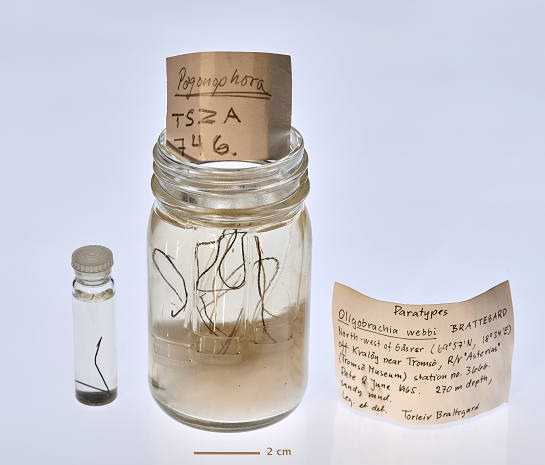 Pogonophora
TSZA
746.
Paratypes
Oligobrachia webbi BRATTEGARD
North-west of Gåsvær (69°57'N, 18°34'E)
off Kvaløy near Tromsø, R/V "Asterias"
(Tromsø Museum) station no. 3666.
Date 9 June 1965. 270 m depth,
sandy mud.
Leg. et det. Torleiv Brattegard
2 cm